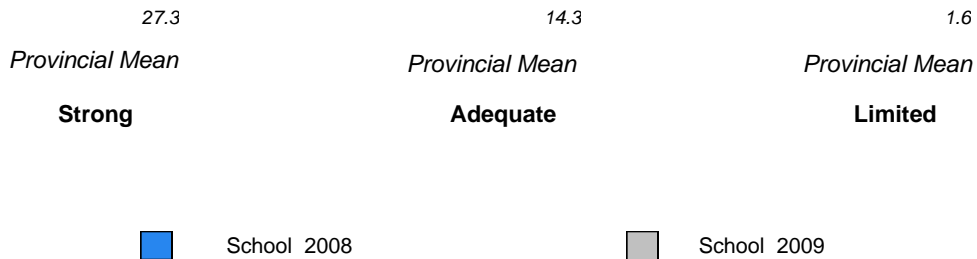 27.3 14.3 1.6
Provincial Mean Provincial Mean Provincial Mean
Strong Adequate Limited
School 2008 School 2009